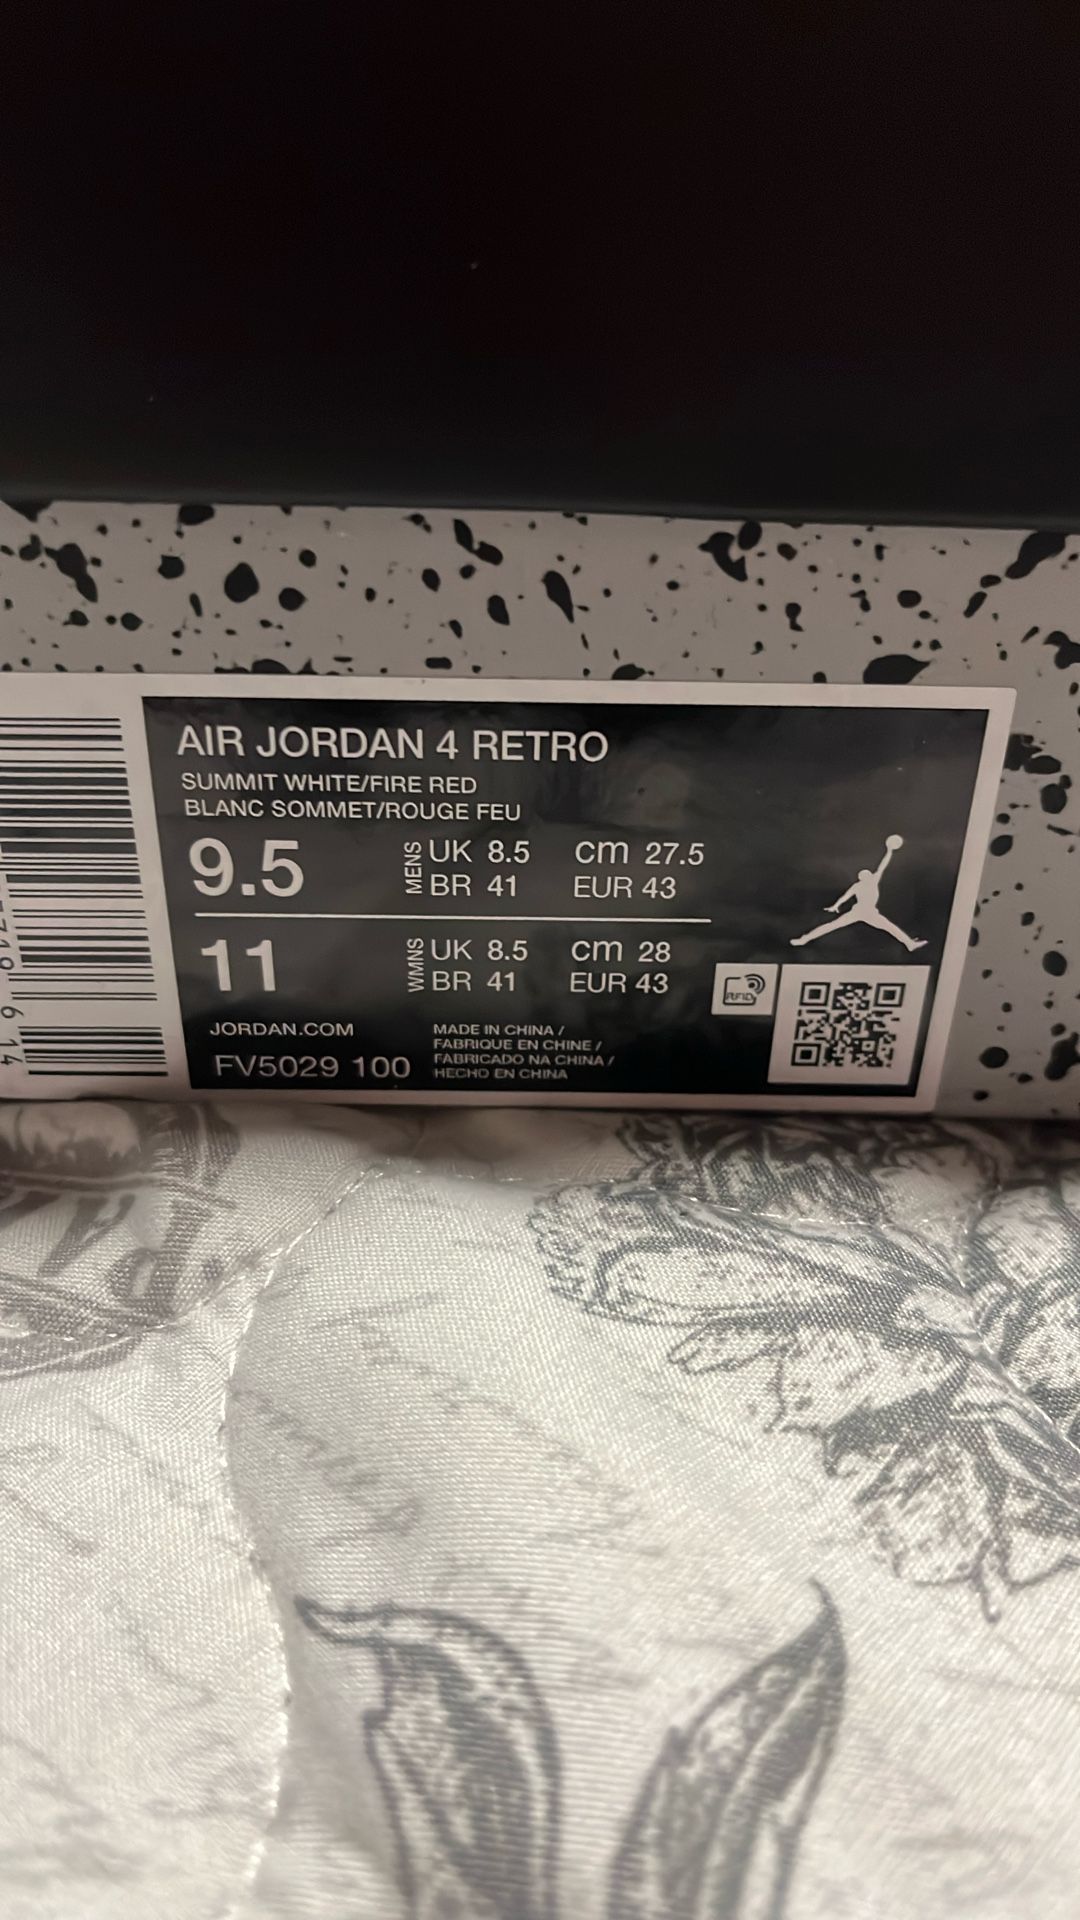 AIR JORDAN 4 RETRO
SUMMIT WHITE/FIRE RED
BLANC SOMMET/ROUGE FEU
9.5 MENS UK 8.5 cm 27.5
BR 41 EUR 43
11 WMNS UK 8.5 cm 28
BR 41 EUR 43
RFID
JORDAN.COM
FV5029 100
MADE IN CHINA /
FABRIQUE EN CHINE /
FABRICADO NA CHINA /
HECHO EN CHINA